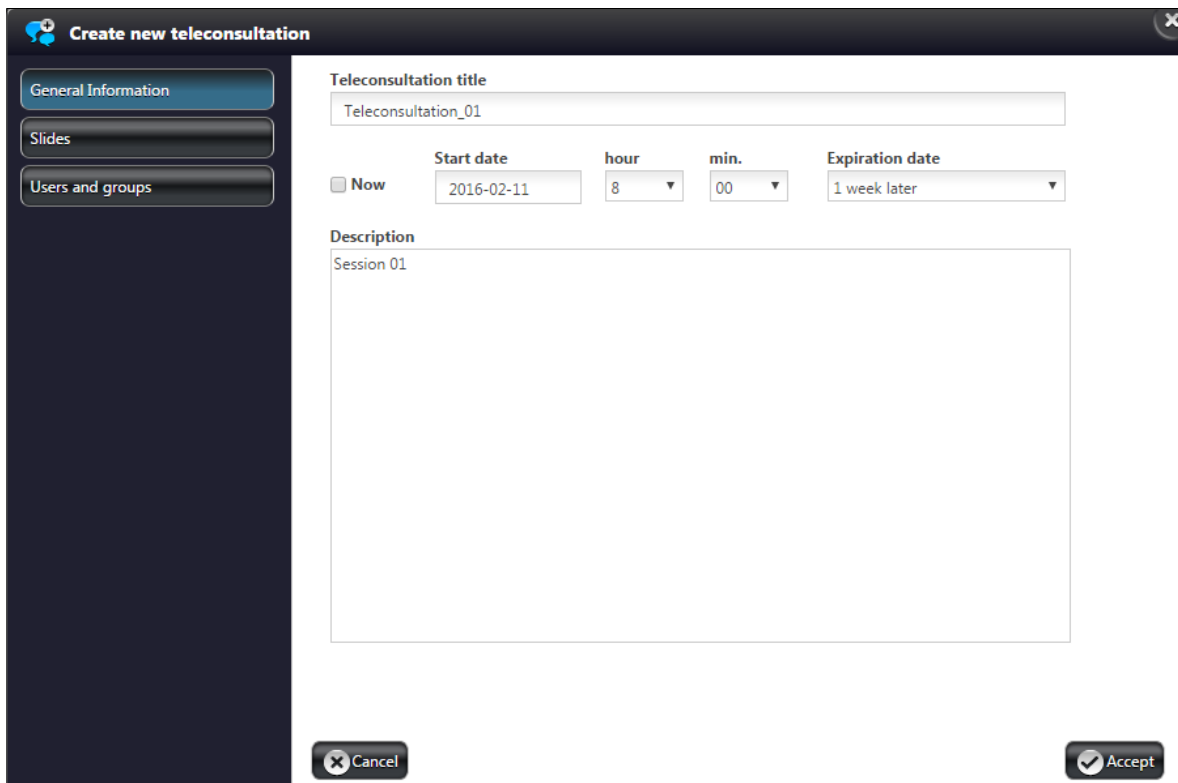 Create new teleconsultation
General Information
Slides
Users and groups
Teleconsultation title
Teleconsultation_01
Start date hour min. Expiration date
Now 2016-02-11 8 00 1 week later
Description
Session 01
Cancel Accept